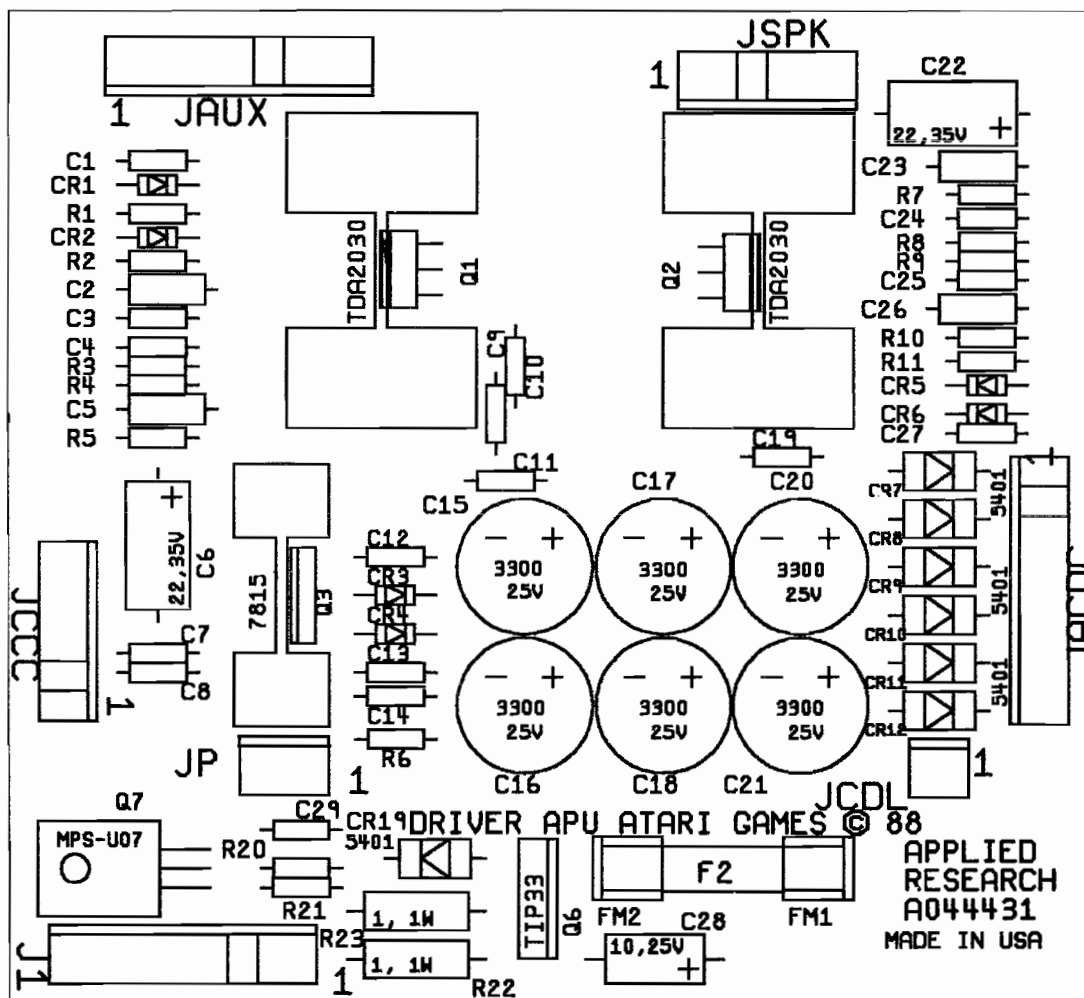 JSPK
1
C22
22,35V
+
1 JAUX
C1
CR1
R1
CR2
R2
C2
C3
C4
R3
R4
C5
R5
TDA2030
Q1
Q2
TDA2030
C9
C10
C11
C23
R7
C24
R8
R9
C25
C26
R10
R11
CR5
CR6
C27
C19
C15
C17
C20
- +
3300
25V
- +
3300
25V
- +
3300
25V
CR7
5401
CR8
CR9
5401
CR10
CR11
5401
CR12
1
JCCC
1
+
22,35V
C6
C7
C8
7815
Q3
C12
CR3
CR4
C13
C14
R6
- +
3300
25V
- +
3300
25V
- +
3300
25V
C16
C18
C21
JP
1
JCDL
1
Q7
MPS-U07
C29
R20
R21
CR19
5401
DRIVER APU ATARI GAMES © 88
F2
FM2
FM1
APPLIED
RESEARCH
A044431
MADE IN USA
TIP33
Q6
C28
10,25V
+
R23
1, 1W
1, 1W
R22
J1
1